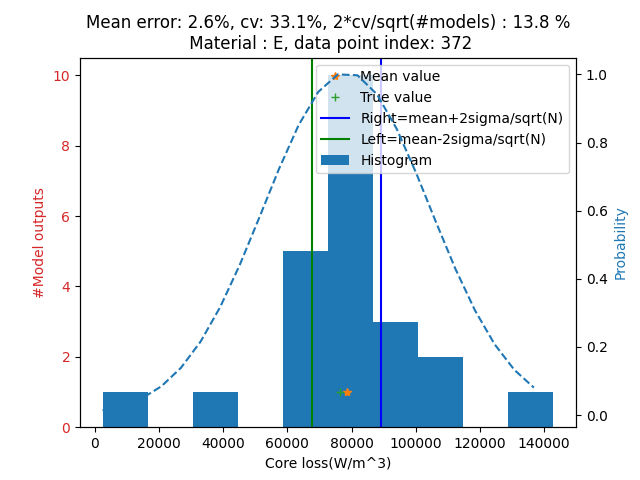 Mean error: 2.6%, cv: 33.1%, 2*cv/sqrt(#models) : 13.8 %
Material : E, data point index: 372
Mean value
True value
Right=mean+2sigma/sqrt(N)
Left=mean-2sigma/sqrt(N)
Histogram
#Model outputs
10
8
6
4
2
0
1.0
0.8
0.6
0.4
0.2
0.0
Probability
0 20000 40000 60000 80000 100000 120000 140000
Core loss(W/m^3)